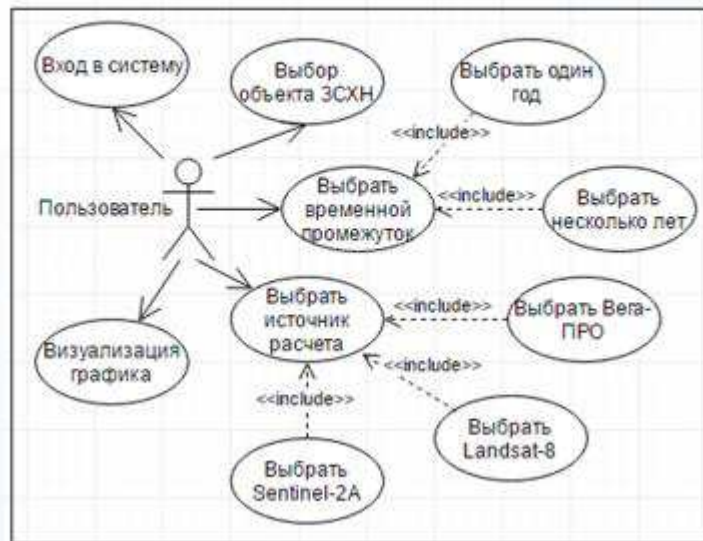 Вход в систему
Выбор
объекта ЗСХН
Выбрать один
год
<<include>>
Пользователь
Выбрать
временной
промежуток
<<include>>
Выбрать
несколько лет
Выбрать
источник
расчета
<<include>>
Выбрать Вега-
ПРО
Визуализация
графика
<<include>>
<<include>>
Выбрать
Landsat-8
Выбрать
Sentinel-2A